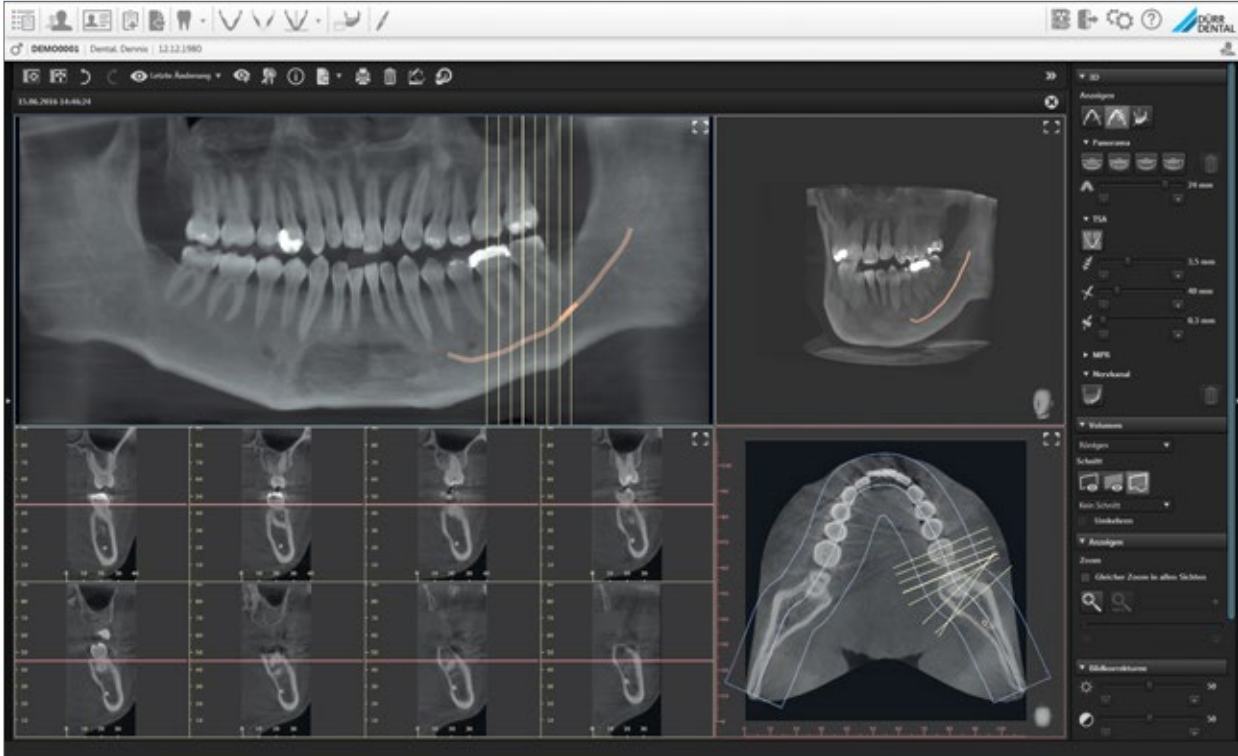 DÜRR
DENTAL
DEMO0001 | Dental, Dennis | 12.12.1980
Letzte Änderung
15.06.2016 14:46:24
3D
Anzeigen
Panorama
24 mm
TSA
3.5 mm
40 mm
0.3 mm
MPR
Nervkanal
Volumen
Röntgen
Schnitt
Kein Schnitt
Umkehren
Anzeigen
Zoom
Gleicher Zoom in allen Sichten
Bildkorrekturen
50
50